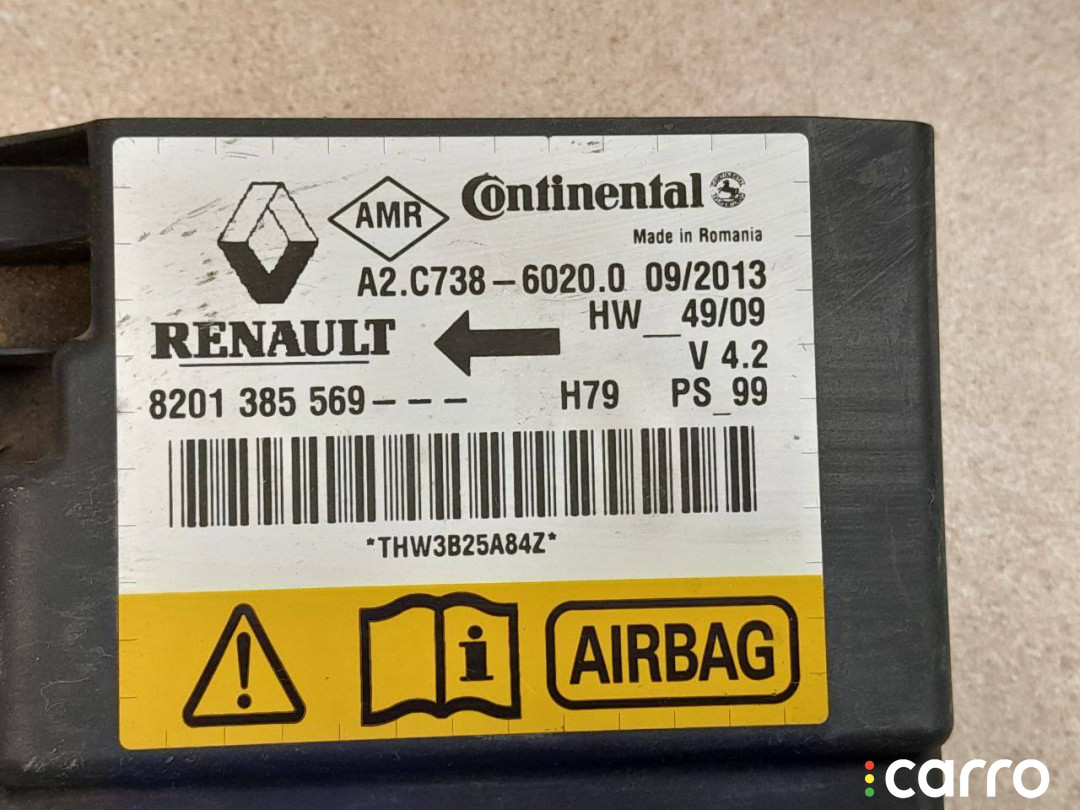 AMR
Continental
Made in Romania
A2.C738-6020.0 09/2013
HW__49/09
RENAULT
V 4.2
8201 385 569--- H79 PS_99
*THW3B25A84Z*
i
AIRBAG
carro